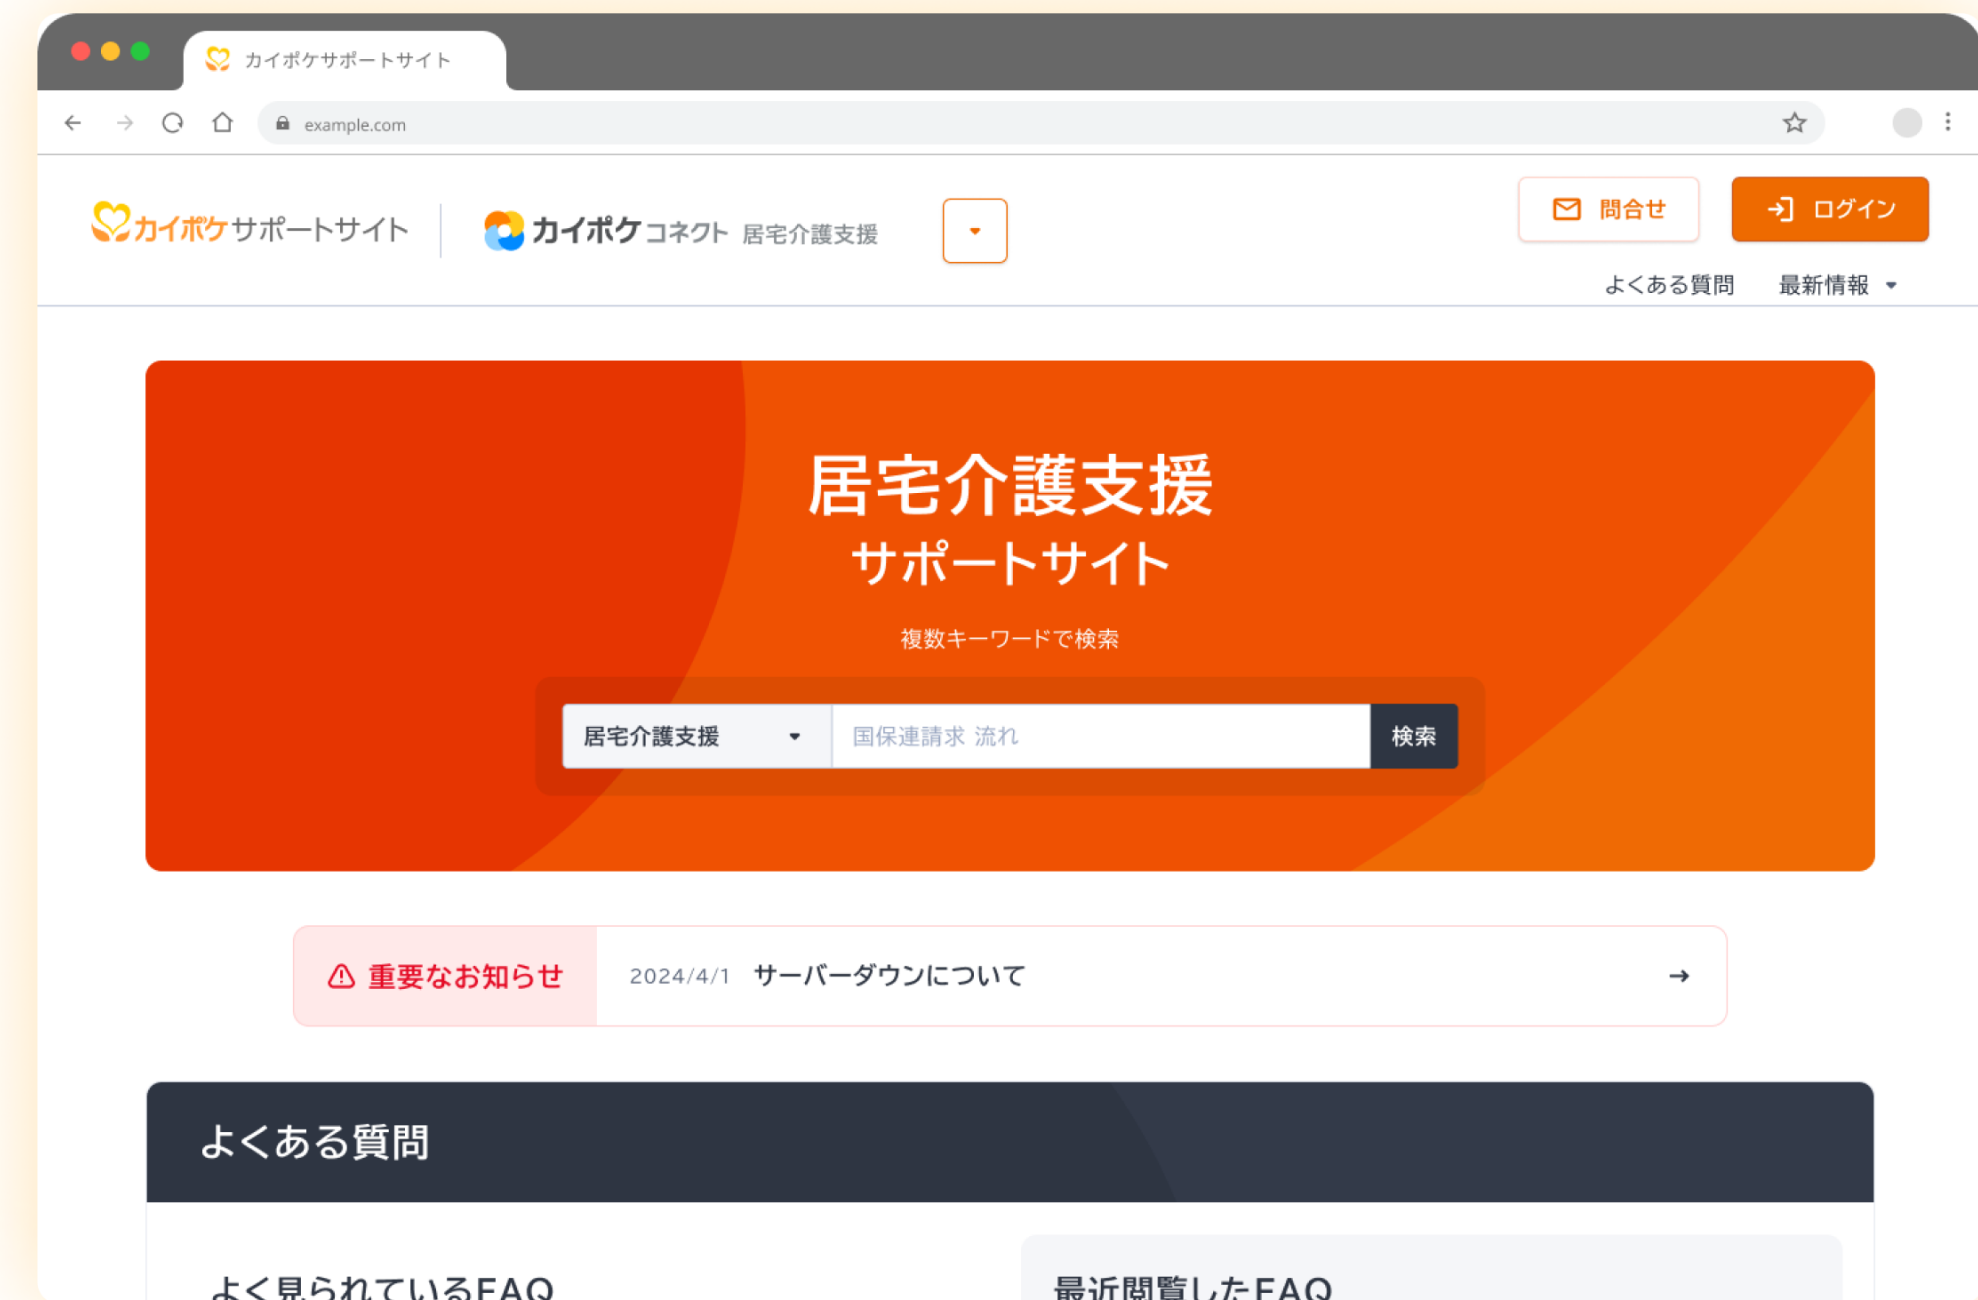 カイポケサポートサイト
example.com
カイポケサポートサイト
カイポケコネクト 居宅介護支援
問合せ
ログイン
よくある質問
最新情報
居宅介護支援
サポートサイト
複数キーワードで検索
居宅介護支援
国保連請求 流れ
検索
重要なお知らせ
2024/4/1 サーバーダウンについて
よくある質問
よく見られているFAQ
最近閲覧したFAQ